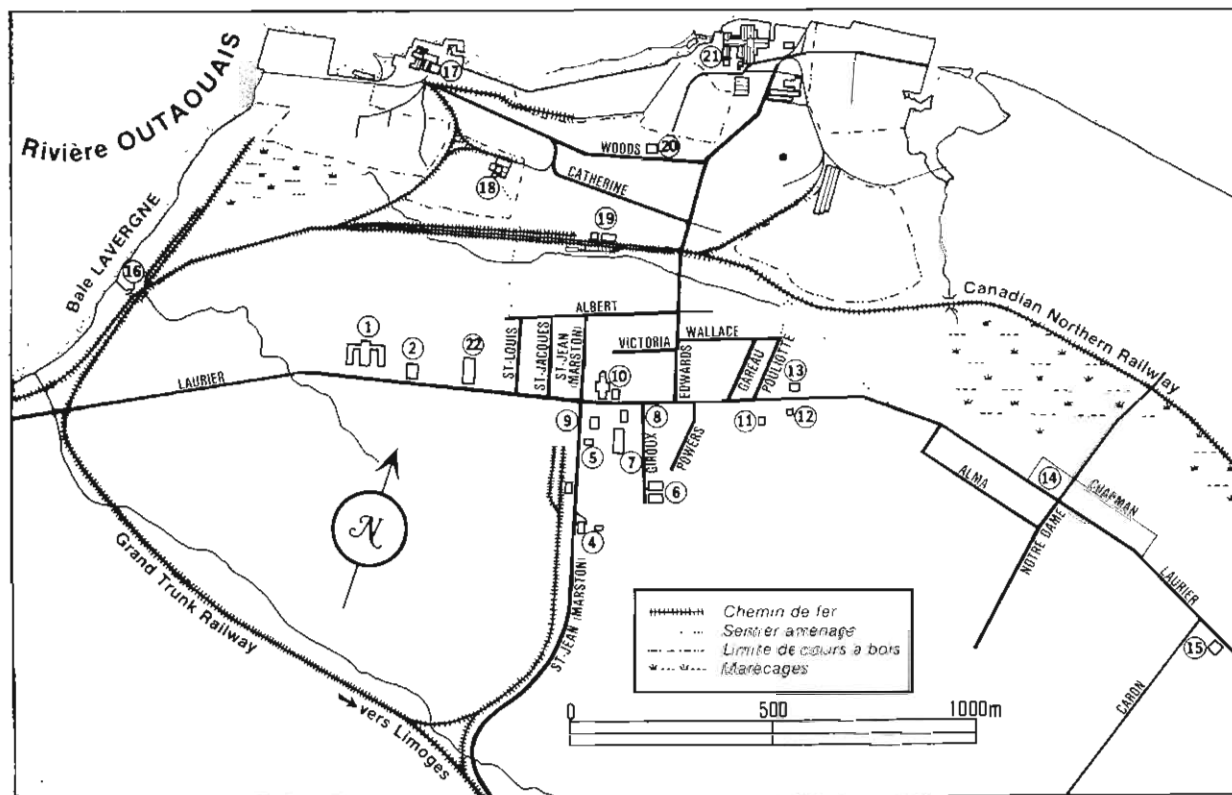 Rivière OUTAOUAIS
17
21
WOODS
20
CATHERINE
18
19
Baie LAVERGNE
16
Canadian Northern Railway
ALBERT
1
2
22
ST-LOUIS
ST-JACQUES
ST-JEAN (MARSTON)
VICTORIA
WALLACE
EDWARDS
GAREAU
POULIOTTE
13
10
LAURIER
9
8
11
12
5
7
GIROUX
POWERS
6
4
14
ALMA
CHAPMAN
NOTRE DAME
LAURIER
15
CARON
N
Grand Trunk Railway
vers Limoges
ST-JEAN (MARSTON)
Chemin de fer
Sentier aménagé
Limite de cours à bois
Marécages
0 500 1000m